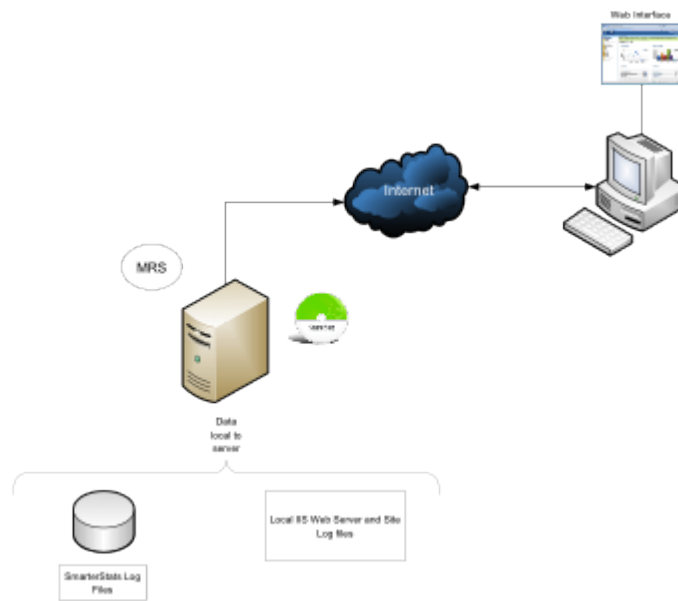 Web Interface
Internet
MRS
Data
local to
server
Local IIS Web Server and Site
Log files
SmarterStats Log
Files